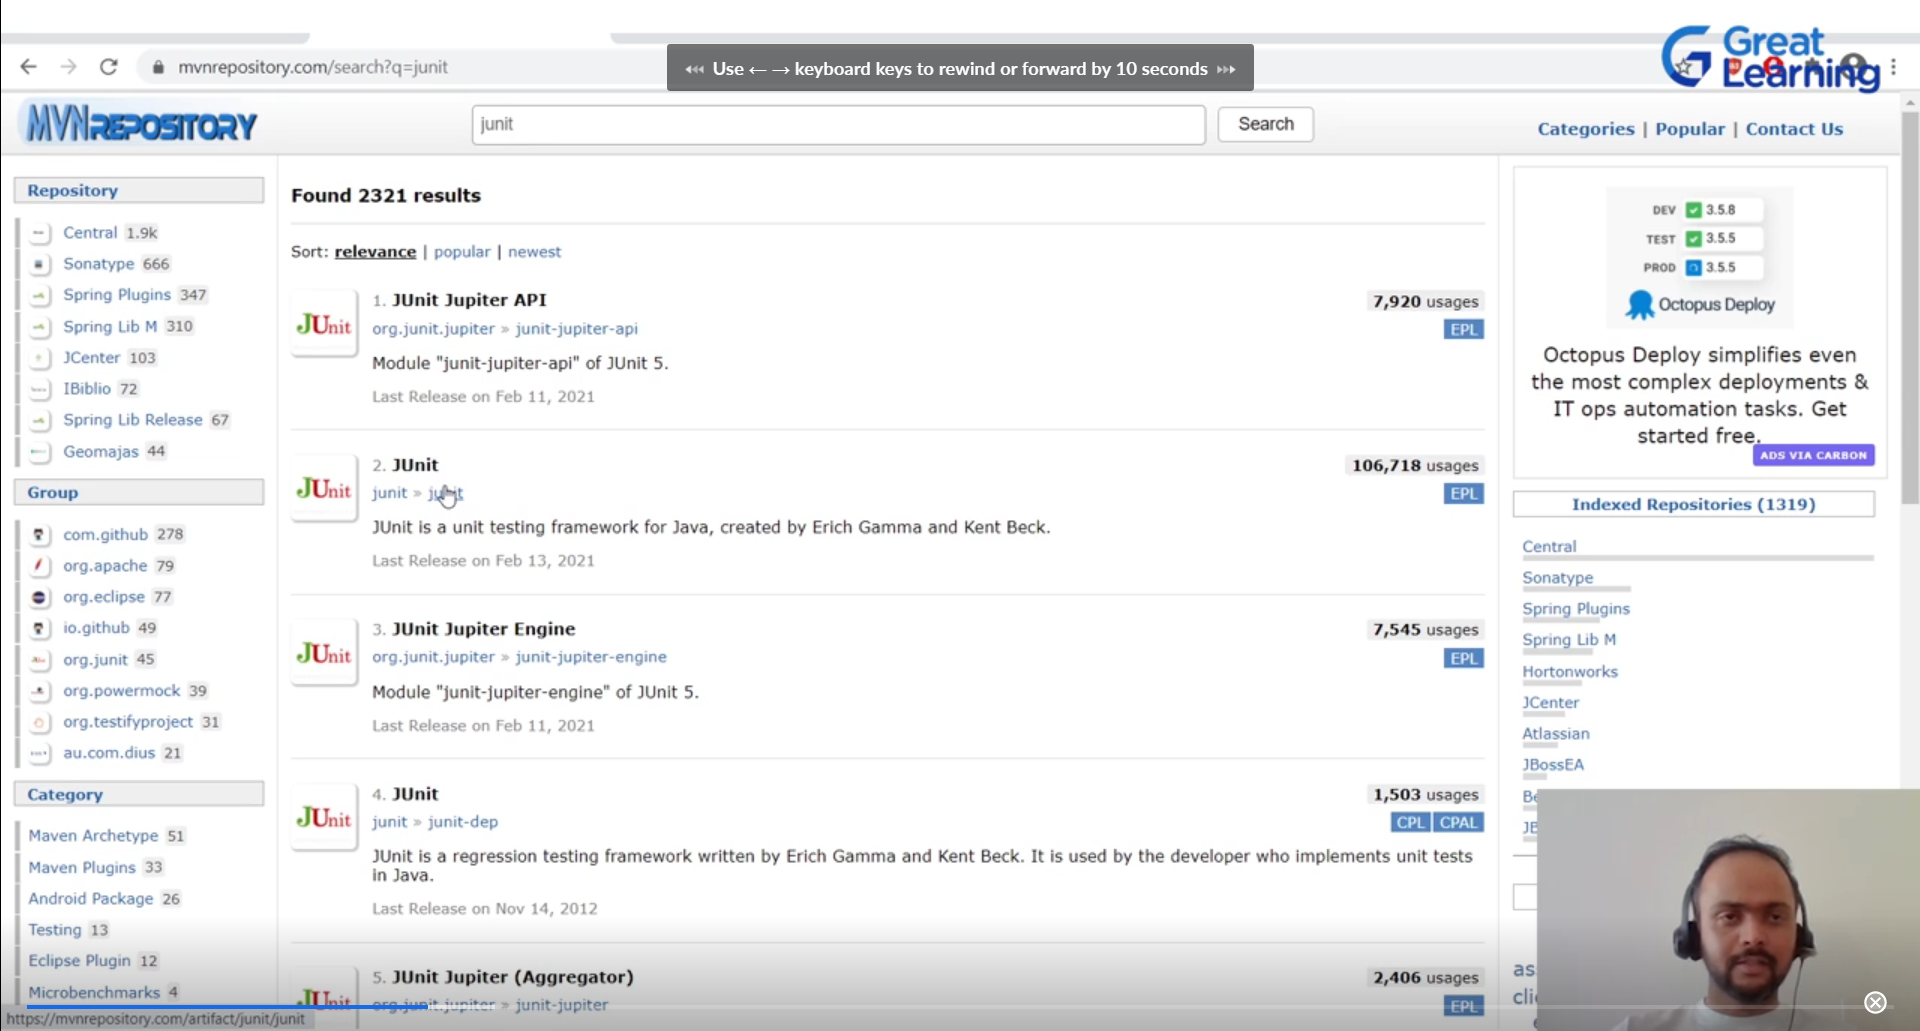 Great
Learning
mvnrepository.com/search?q=junit
Use ← → keyboard keys to rewind or forward by 10 seconds
MVNREPOSITORY
junit
Search
Categories | Popular | Contact Us
Repository
Central 1.9k
Sonatype 666
Spring Plugins 347
Spring Lib M 310
JCenter 103
IBiblio 72
Spring Lib Release 67
Geomajas 44
Group
com.github 278
org.apache 79
org.eclipse 77
io.github 49
org.junit 45
org.powermock 39
org.testifyproject 31
au.com.dius 21
Category
Maven Archetype 51
Maven Plugins 33
Android Package 26
Testing 13
Eclipse Plugin 12
Microbenchmarks 4
https://mvnrepository.com/artifact/junit/junit
Found 2321 results
Sort: relevance | popular | newest
JUnit
1. JUnit Jupiter API
7,920 usages
org.junit.jupiter » junit-jupiter-api
EPL
Module "junit-jupiter-api" of JUnit 5.
Last Release on Feb 11, 2021
JUnit
2. JUnit
106,718 usages
junit » junit
EPL
JUnit is a unit testing framework for Java, created by Erich Gamma and Kent Beck.
Last Release on Feb 13, 2021
JUnit
3. JUnit Jupiter Engine
7,545 usages
org.junit.jupiter » junit-jupiter-engine
EPL
Module "junit-jupiter-engine" of JUnit 5.
Last Release on Feb 11, 2021
JUnit
4. JUnit
1,503 usages
junit » junit-dep
CPL CPAL
JUnit is a regression testing framework written by Erich Gamma and Kent Beck. It is used by the developer who implements unit tests
in Java.
Last Release on Nov 14, 2012
JUnit
5. JUnit Jupiter (Aggregator)
2,406 usages
org.junit.jupiter » junit-jupiter
EPL
DEV 3.5.8
TEST 3.5.5
PROD 3.5.5
Octopus Deploy
Octopus Deploy simplifies even
the most complex deployments &
IT ops automation tasks. Get
started free.
ADS VIA CARBON
Indexed Repositories (1319)
Central
Sonatype
Spring Plugins
Spring Lib M
Hortonworks
JCenter
Atlassian
JBossEA